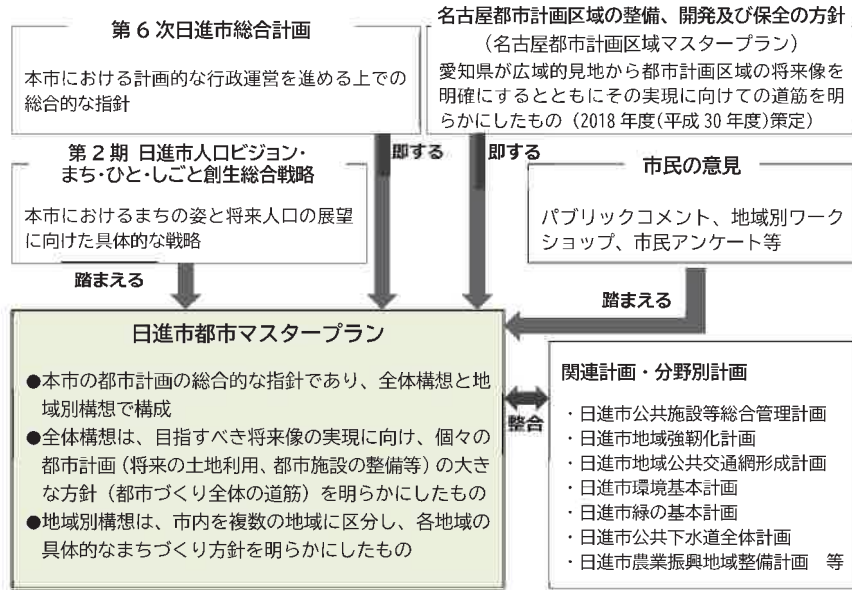 第６次日進市総合計画
本市における計画的な行政運営を進める上での
総合的な指針
名古屋都市計画区域の整備、開発及び保全の方針
（名古屋都市計画区域マスタープラン）
愛知県が広域的見地から都市計画区域の将来像を
明確にするとともにその実現に向けての道筋を明
らかにしたもの（2018年度(平成30年度)策定）
即する
即する
第２期 日進市人口ビジョン・
まち・ひと・しごと創生総合戦略
本市におけるまちの姿と将来人口の展望
に向けた具体的な戦略
市民の意見
パブリックコメント、地域別ワーク
ショップ、市民アンケート等
踏まえる
踏まえる
日進市都市マスタープラン
●本市の都市計画の総合的な指針であり、全体構想と地
域別構想で構成
●全体構想は、目指すべき将来像の実現に向け、個々の
都市計画（将来の土地利用、都市施設の整備等）の大き
な方針（都市づくり全体の道筋）を明らかにしたもの
●地域別構想は、市内を複数の地域に区分し、各地域の
具体的なまちづくり方針を明らかにしたもの
整合
関連計画・分野別計画
・日進市公共施設等総合管理計画
・日進市地域強靭化計画
・日進市地域公共交通網形成計画
・日進市環境基本計画
・日進市緑の基本計画
・日進市公共下水道全体計画
・日進市農業振興地域整備計画　等